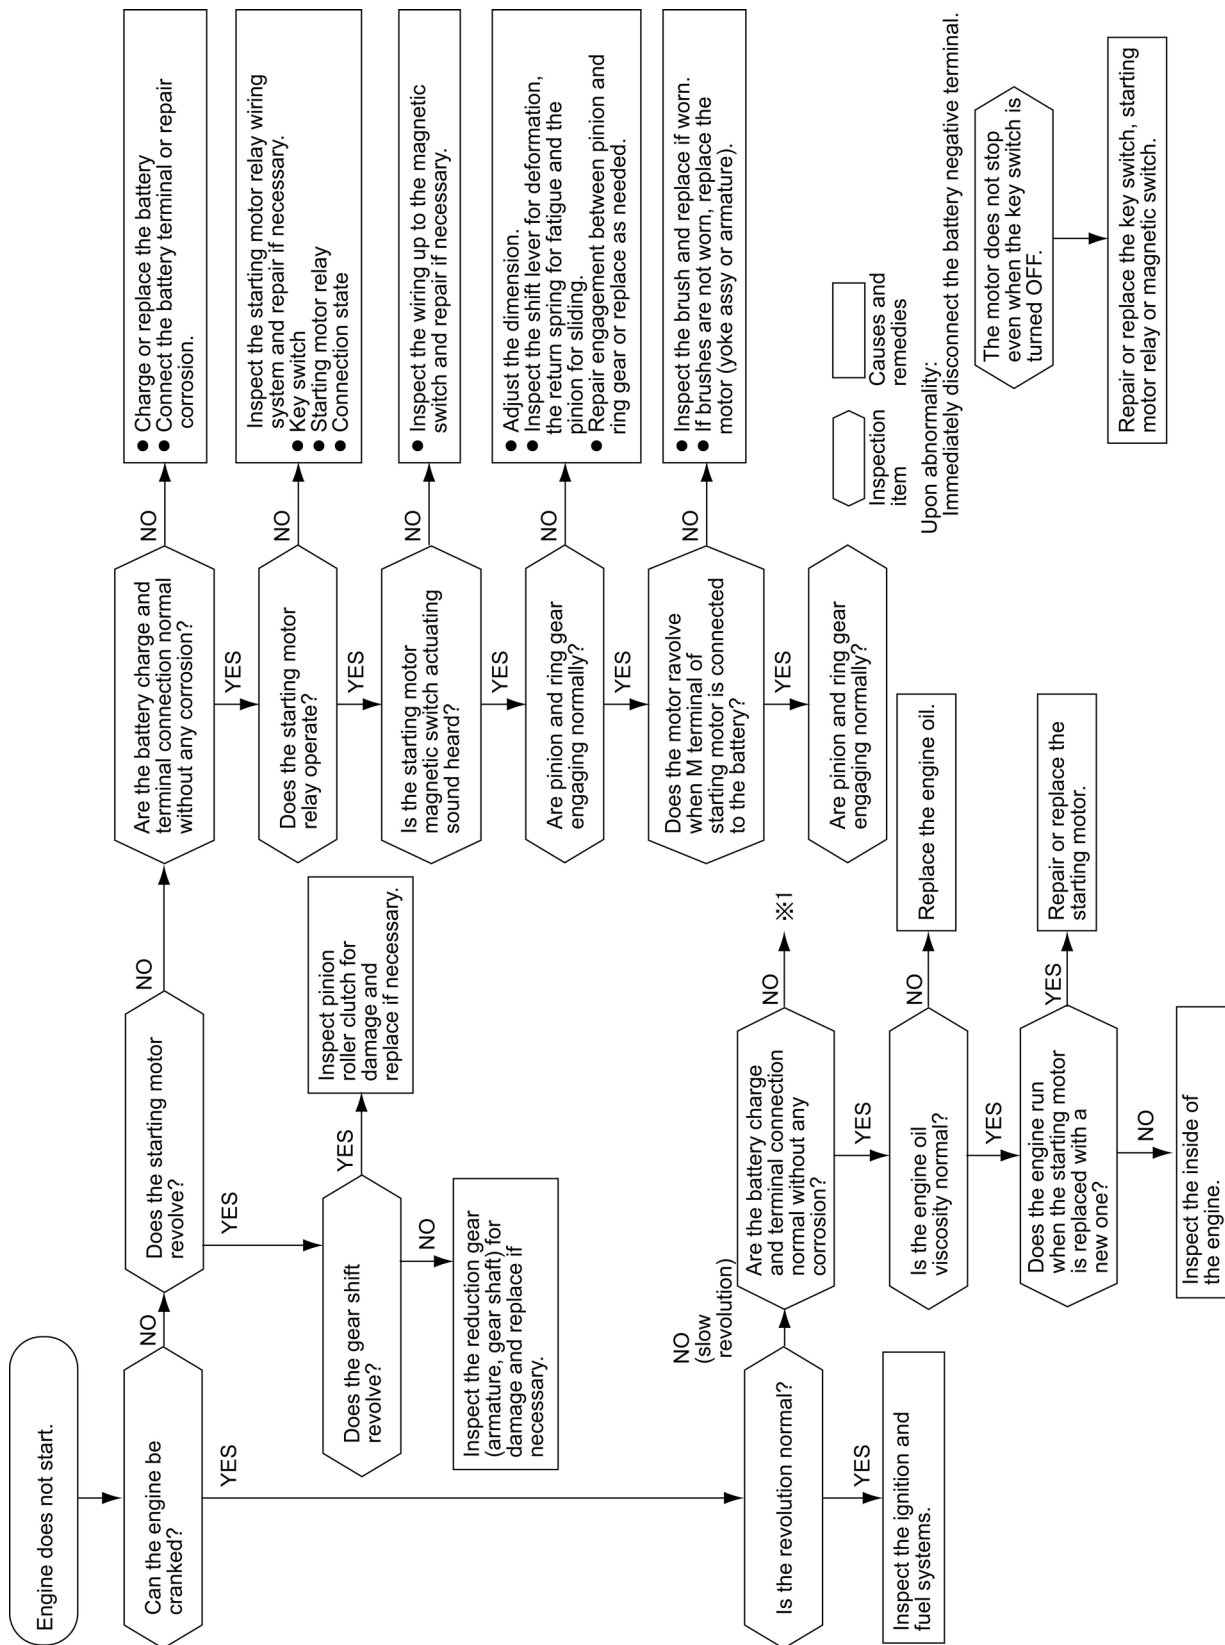 Engine does not start.
Can the engine be
cranked?
NO
YES
Does the starting motor
revolve?
NO
YES
Are the battery charge and
terminal connection normal
without any corrosion?
NO
● Charge or replace the battery
● Connect the battery terminal or repair
corrosion.
YES
Does the starting motor
relay operate?
NO
Inspect the starting motor relay wiring
system and repair if necessary.
● Key switch
● Starting motor relay
● Connection state
YES
Is the starting motor
magnetic switch actuating
sound heard?
NO
● Inspect the wiring up to the magnetic
switch and repair if necessary.
YES
Are pinion and ring gear
engaging normally?
NO
● Adjust the dimension.
● Inspect the shift lever for deformation,
the return spring for fatigue and the
pinion for sliding.
● Repair engagement between pinion and
ring gear or replace as needed.
YES
Does the motor ravolve
when M terminal of
starting motor is connected
to the battery?
NO
● Inspect the brush and replace if worn.
● If brushes are not worn, replace the
motor (yoke assy or armature).
YES
Are pinion and ring gear
engaging normally?
Does the gear shift
revolve?
YES
Inspect pinion
roller clutch for
damage and
replace if necessary.
NO
Inspect the reduction gear
(armature, gear shaft) for
damage and replace if
necessary.
Is the revolution normal?
NO
(slow
revolution)
YES
Inspect the ignition and
fuel systems.
Are the battery charge
and terminal connection
normal without any
corrosion?
NO
※1
YES
Is the engine oil
viscosity normal?
NO
Replace the engine oil.
YES
Does the engine run
when the starting motor
is replaced with a
new one?
YES
Repair or replace the
starting motor.
NO
Inspect the inside of
the engine.
Inspection
item
Causes and
remedies
Upon abnormality:
Immediately disconnect the battery negative terminal.
The motor does not stop
even when the key switch is
turned OFF.
Repair or replace the key switch, starting
motor relay or magnetic switch.